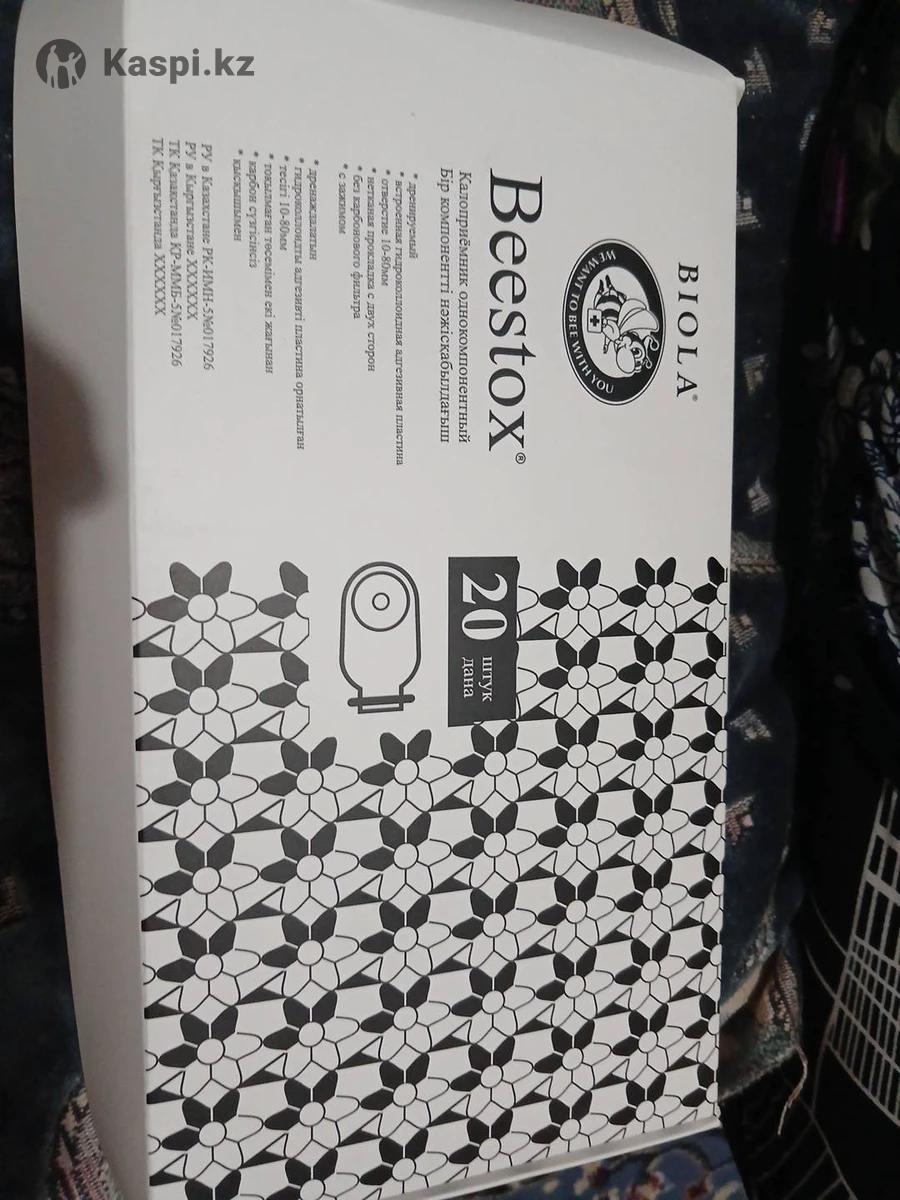 Kaspi.kz
BIOLA®
WE WANT TO BEE WITH YOU
Beestox®
Калоприёмник однокомпонентный
Бір компонентті нәжісқабылдағыш
* дренируемый
* встроенная гидроколлоидная адгезивная пластина
* отверстие 10-80мм
* нетканая прокладка с двух сторон
* без карбонового фильтра
* с зажимом
* дренаждалатын
* гидроколлоидты адгезивті пластина орнатылған
* тесігі 10-80мм
* тоқылмаған төсемімен екі жағынан
* карбон сүзгісінсіз
* қысқышымен
РУ в Казахстане РК-ИМН-5№017926
РУ в Кыргызстане XXXXXX
ТК Казақстанда ҚР-ММБ-5№017926
ТК Қырғызстанда XXXXXX
20 штук
дана